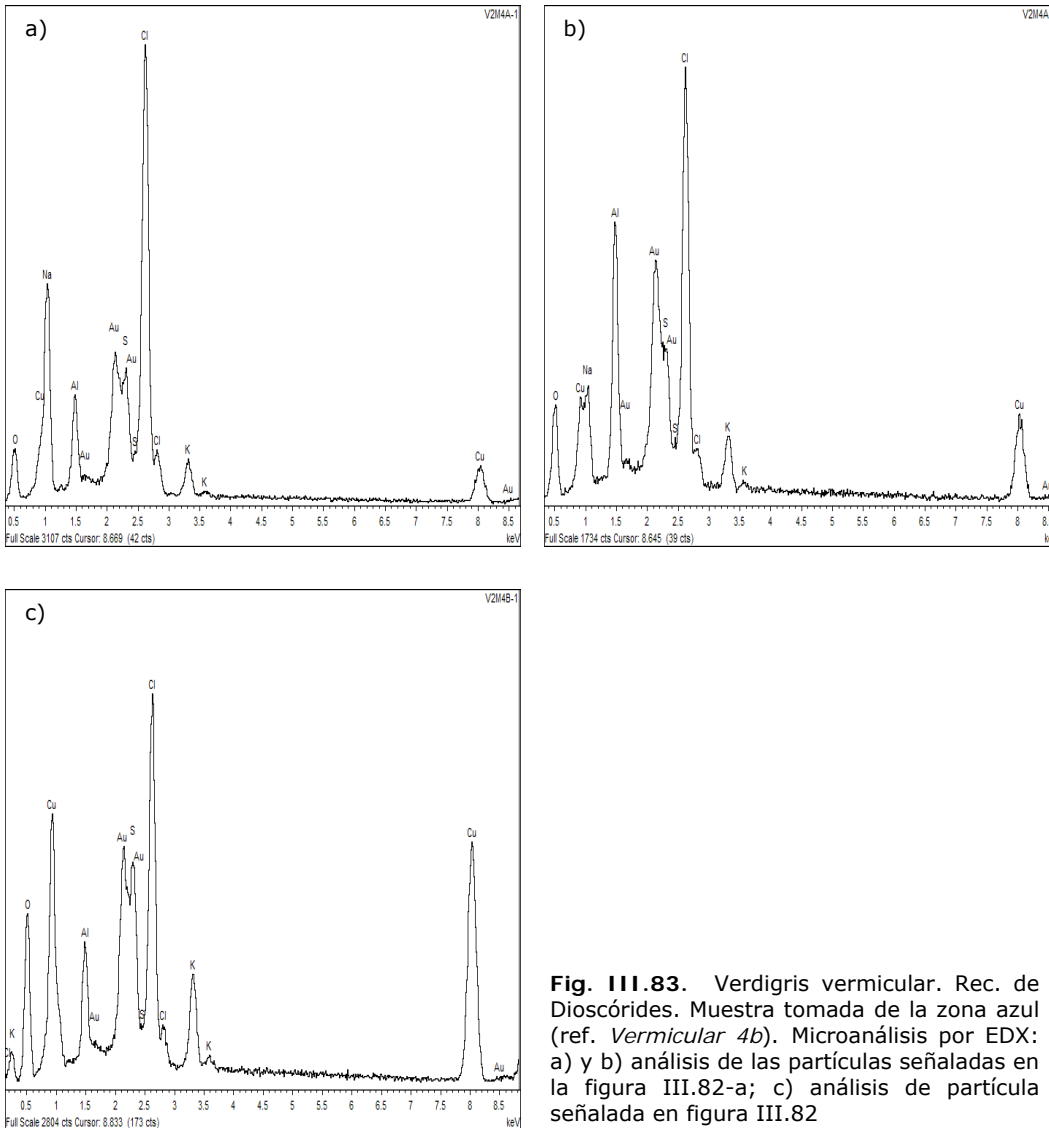 a)
V2M4A-1
Cl
Na
Au
S
Au
Al
Cu
O
Au
S
Cl
K
K
Cu
Au
0.5 1 1.5 2 2.5 3 3.5 4 4.5 5 5.5 6 6.5 7 7.5 8 8.5
Full Scale 3107 cts Cursor: 8.669 (42 cts)
keV
b)
V2M4A
Cl
Al
Au
S
Au
Na
Cu
O
Au
S
Cl
K
K
Cu
0.5 1 1.5 2 2.5 3 3.5 4 4.5 5 5.5 6 6.5 7 7.5 8 8.5
Full Scale 1734 cts Cursor: 8.645 (39 cts)
c)
V2M4B-1
Cl
Cu
Au
S
Au
Cu
O
Al
K
K
Au
S
Cl
K
Au
0.5 1 1.5 2 2.5 3 3.5 4 4.5 5 5.5 6 6.5 7 7.5 8 8.5
Full Scale 2804 cts Cursor: 8.833 (173 cts)
keV
Fig. III.83. Verdigris vermicular. Rec. de
Dioscórides. Muestra tomada de la zona azul
(ref. Vermicular 4b). Microanálisis por EDX:
a) y b) análisis de las partículas señaladas en
la figura III.82-a; c) análisis de partícula
señalada en figura III.82